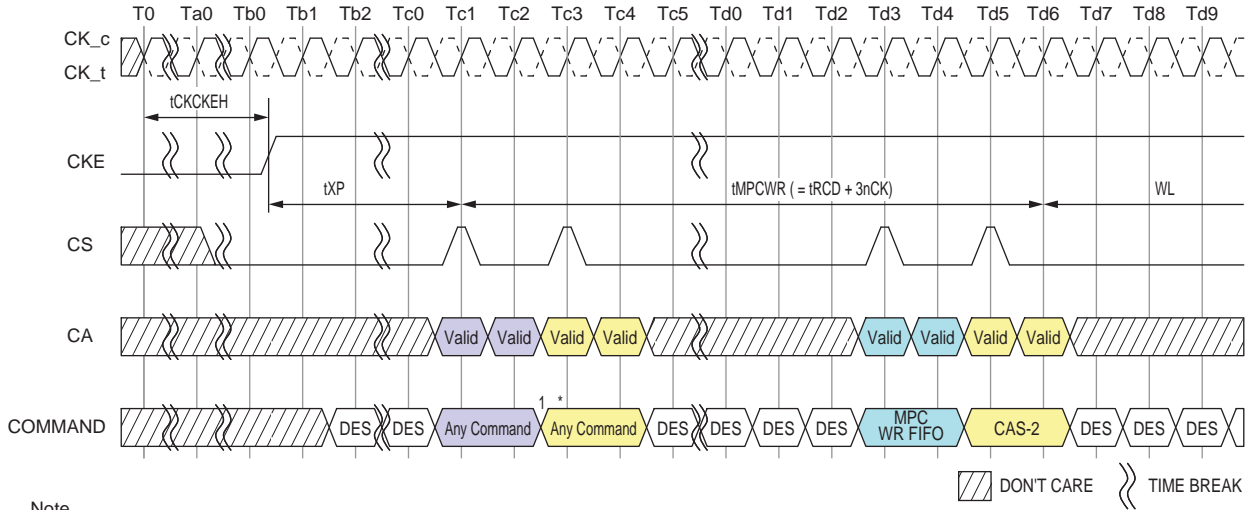 T0 Ta0 Tb0 Tb1 Tb2 Tc0 Tc1 Tc2 Tc3 Tc4 Tc5 Td0 Td1 Td2 Td3 Td4 Td5 Td6 Td7 Td8 Td9
CK_c
CK_t
tCKCKEH
CKE
tXP
tMPCWR ( = tRCD + 3nCK)
WL
CS
CA
Valid Valid Valid Valid Valid Valid Valid Valid
1 *
COMMAND
DES DES Any Command Any Command DES DES DES DES MPC WR FIFO CAS-2 DES DES DES
DON'T CARE
TIME BREAK
Note